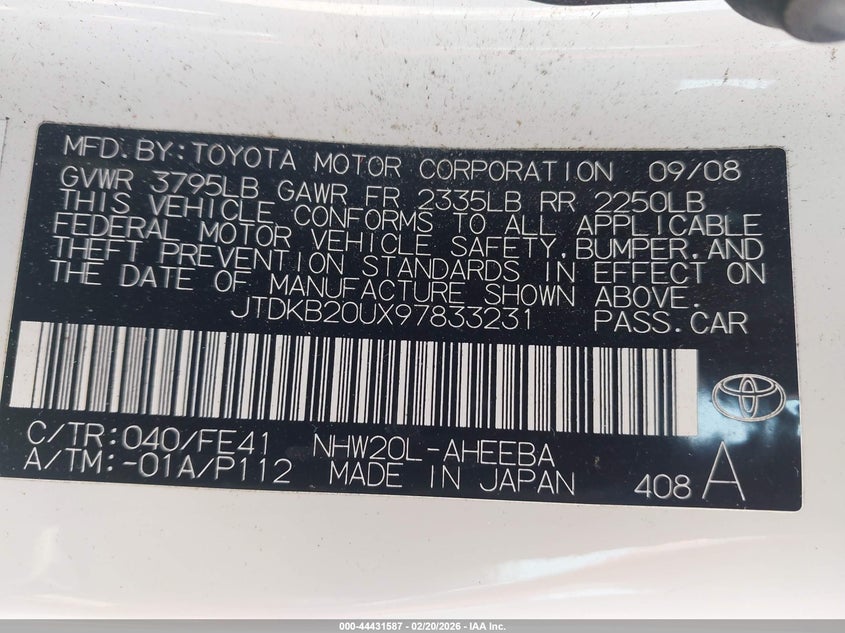 MFD.BY:TOYOTA MOTOR CORPORATION 09/08
GVWR 3795LB GAWR FR 2335LB RR 2250LB
THIS VEHICLE CONFORMS TO ALL APPLICABLE
FEDERAL MOTOR VEHICLE SAFETY,BUMPER,AND
THEFT PREVENTION STANDARDS IN EFFECT ON
THE DATE OF MANUFACTURE SHOWN ABOVE.
JTDKB20UX97833231 PASS.CAR
C/TR:040/FE41 NHW20L-AHEEBA
A/TM:-01A/P112 MADE IN JAPAN 408 A
000-44431587 - 02/20/2026 - IAA Inc.